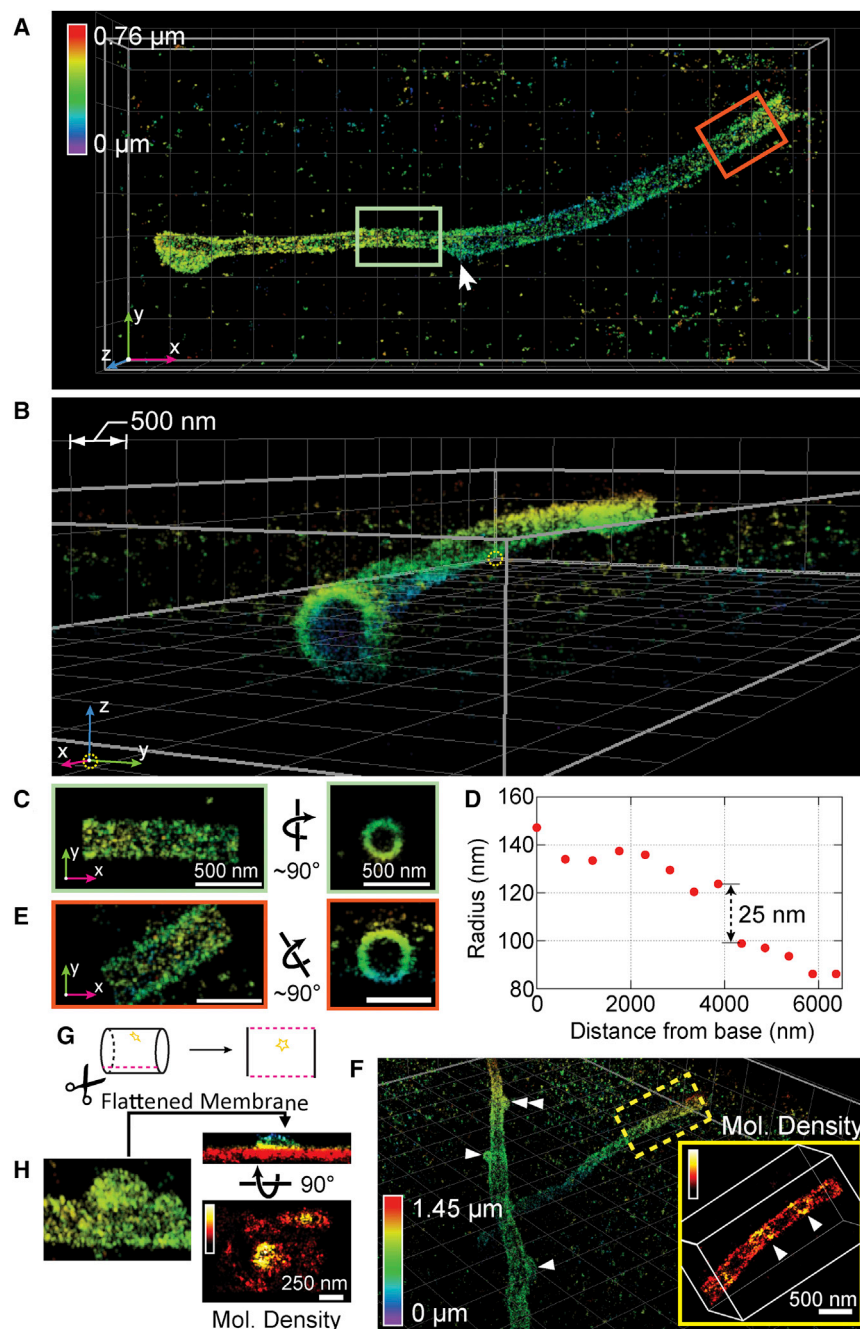 A
0.76 µm
0 µm
y
z
x
B
500 nm
z
x
y
C
y
x
500 nm
~90°
500 nm
D
160
140
120
100
80
Radius (nm)
25 nm
0
2000
4000
6000
Distance from base (nm)
E
y
x
~90°
G
Flattened Membrane
F
Mol. Density
1.45 µm
0 µm
500 nm
H
90°
250 nm
Mol. Density